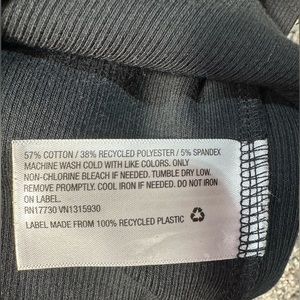 57% COTTON / 38% RECYCLED POLYESTER / 5% SPANDEX
MACHINE WASH COLD WITH LIKE COLORS. ONLY
NON-CHLORINE BLEACH IF NEEDED. TUMBLE DRY LOW.
REMOVE PROMPTLY. COOL IRON IF NEEDED. DO NOT IRON
ON LABEL.
RN17730 VN1315930
LABEL MADE FROM 100% RECYCLED PLASTIC